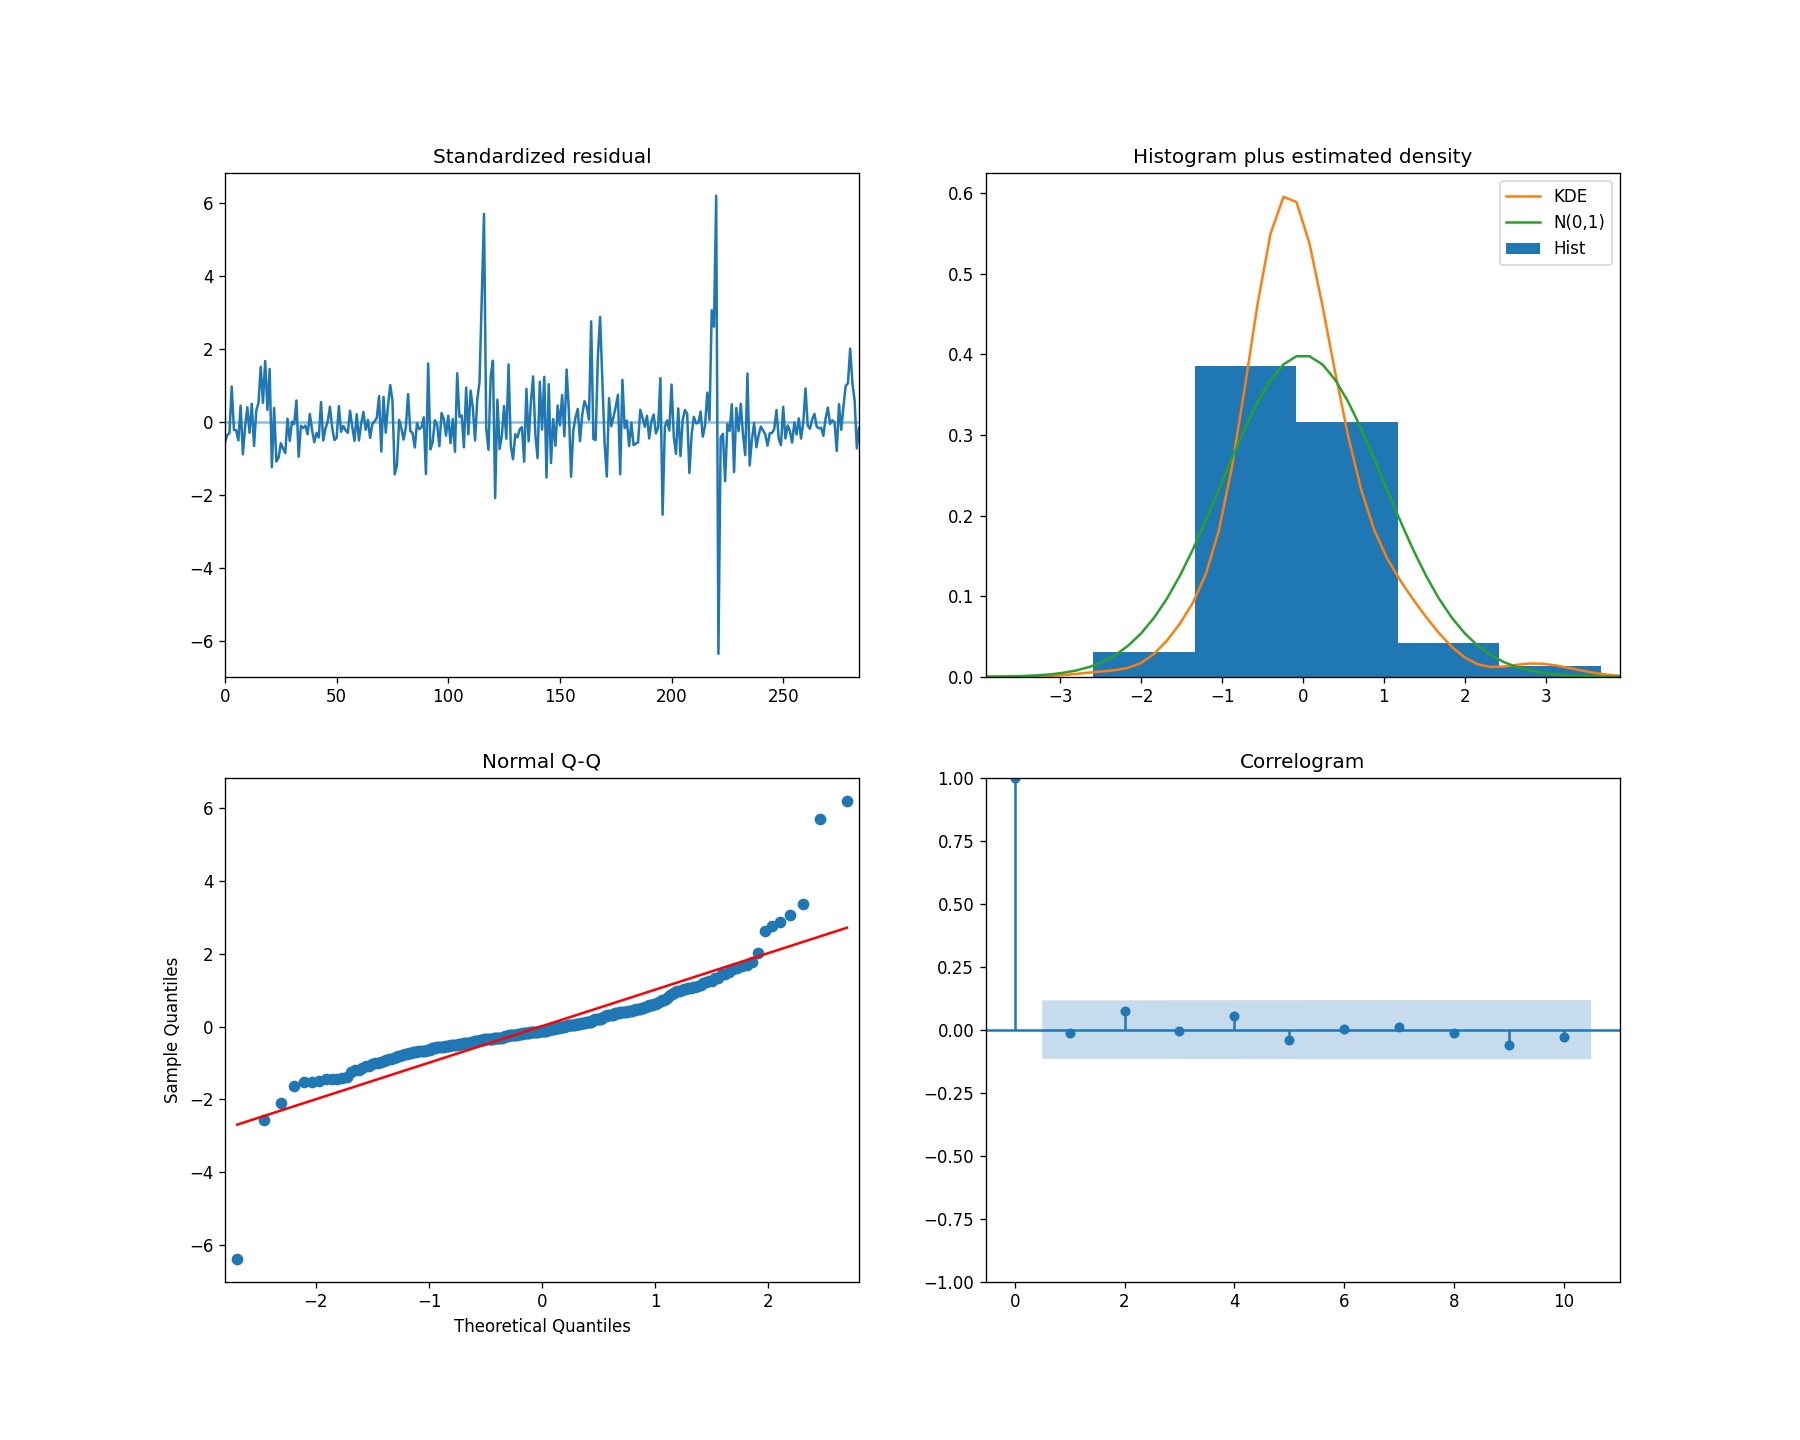 Standardized residual
6
4
2
0
−2
−4
−6
0 50 100 150 200 250
Histogram plus estimated density
KDE
N(0,1)
Hist
0.6
0.5
0.4
0.3
0.2
0.1
0.0
−3 −2 −1 0 1 2 3
Normal Q-Q
Sample Quantiles
6
4
2
0
−2
−4
−6
−2 −1 0 1 2
Theoretical Quantiles
Correlogram
1.00
0.75
0.50
0.25
0.00
−0.25
−0.50
−0.75
−1.00
0 2 4 6 8 10